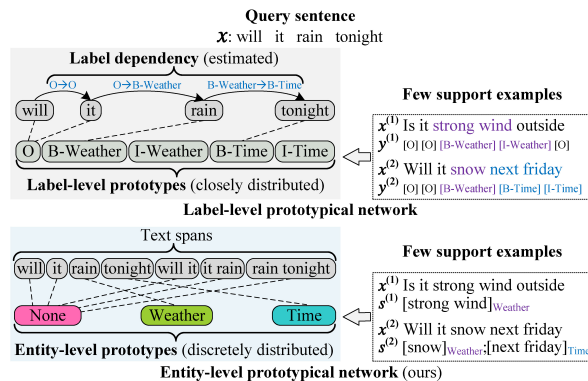 Query sentence
x: will it rain tonight
Label dependency (estimated)
O→O O→B-Weather B-Weather→B-Time
will it rain tonight
O B-Weather I-Weather B-Time I-Time
Label-level prototypes (closely distributed)
Label-level prototypical network
Few support examples
x(1) Is it strong wind outside
y(1) [O] [O] [B-Weather] [I-Weather] [O]
x(2) Will it snow next friday
y(2) [O] [O] [B-Weather] [B-Time] [I-Time]
Text spans
will it rain tonight will it it rain rain tonight
None Weather Time
Entity-level prototypes (discretely distributed)
Entity-level prototypical network (ours)
Few support examples
x(1) Is it strong wind outside
s(1) [strong wind]Weather
x(2) Will it snow next friday
s(2) [snow]Weather;[next friday]Time